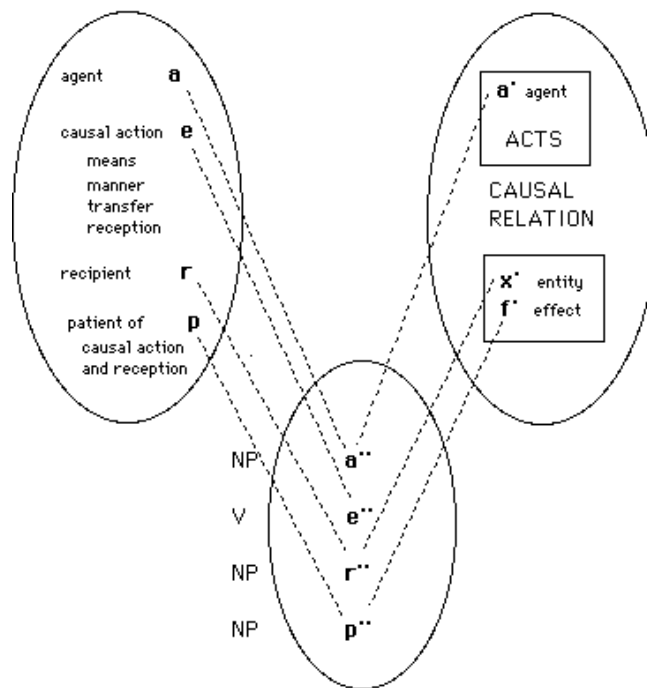 agent a
causal action e
means
manner
transfer
reception
recipient r
patient of p
causal action
and reception
a· agent
ACTS
CAUSAL
RELATION
x· entity
f· effect
NP a··
V e··
NP r··
NP p··